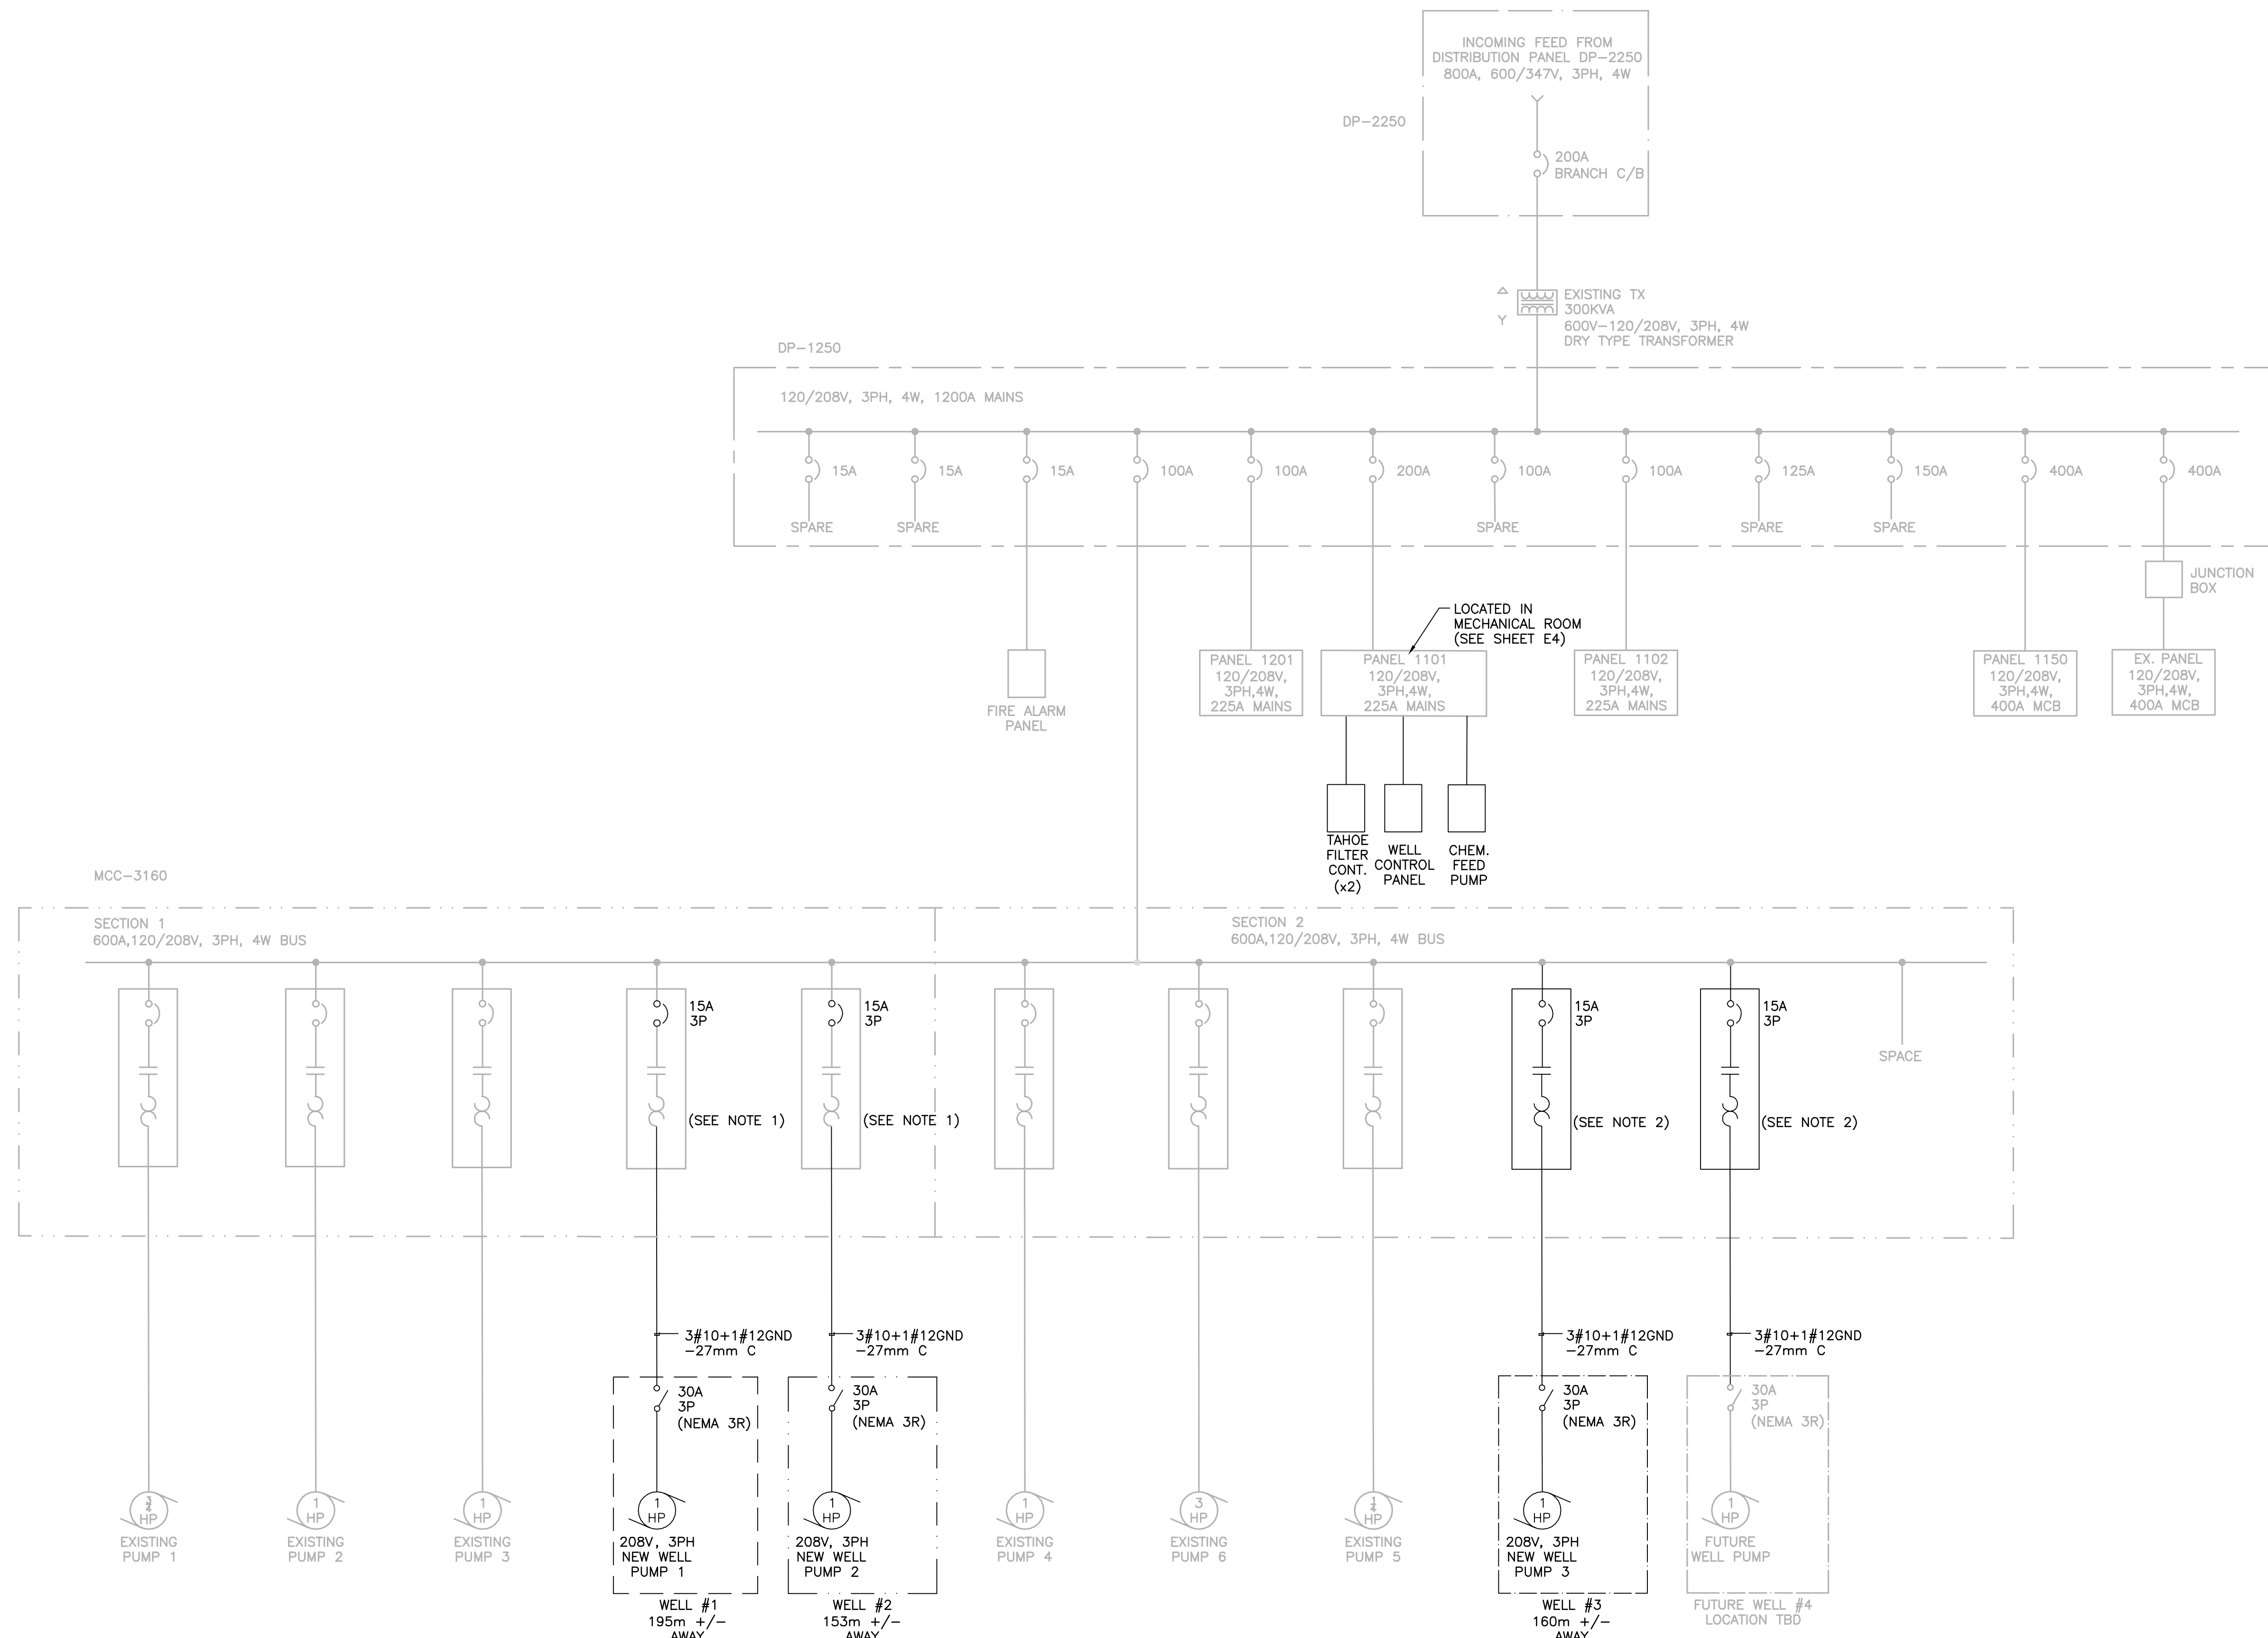 INCOMING FEED FROM
DISTRIBUTION PANEL DP-2250
800A, 600/347V, 3PH, 4W
DP-2250
200A
BRANCH C/B
EXISTING TX
300KVA
600V-120/208V, 3PH, 4W
DRY TYPE TRANSFORMER
DP-1250
120/208V, 3PH, 4W, 1200A MAINS
15A
15A
15A
100A
100A
200A
100A
100A
125A
150A
400A
400A
SPARE
SPARE
SPARE
SPARE
SPARE
JUNCTION
BOX
LOCATED IN
MECHANICAL ROOM
(SEE SHEET E4)
FIRE ALARM
PANEL
PANEL 1201
120/208V,
3PH,4W,
225A MAINS
PANEL 1101
120/208V,
3PH,4W,
225A MAINS
PANEL 1102
120/208V,
3PH,4W,
225A MAINS
PANEL 1150
120/208V,
3PH,4W,
400A MCB
EX. PANEL
120/208V,
3PH,4W,
400A MCB
TAHOE
FILTER
CONT.
(x2)
WELL
CONTROL
PANEL
CHEM.
FEED
PUMP
MCC-3160
SECTION 1
600A,120/208V, 3PH, 4W BUS
SECTION 2
600A,120/208V, 3PH, 4W BUS
15A
3P
15A
3P
15A
3P
15A
3P
SPACE
(SEE NOTE 1)
(SEE NOTE 1)
(SEE NOTE 2)
(SEE NOTE 2)
3#10+1#12GND
-27mm C
3#10+1#12GND
-27mm C
3#10+1#12GND
-27mm C
3#10+1#12GND
-27mm C
30A
3P
(NEMA 3R)
30A
3P
(NEMA 3R)
30A
3P
(NEMA 3R)
30A
3P
(NEMA 3R)
HP
EXISTING
PUMP 1
1
HP
EXISTING
PUMP 2
1
HP
EXISTING
PUMP 3
1
HP
208V, 3PH
NEW WELL
PUMP 1
WELL #1
195m +/-
AWAY
1
HP
208V, 3PH
NEW WELL
PUMP 2
WELL #2
153m +/-
AWAY
1
HP
EXISTING
PUMP 4
3
HP
EXISTING
PUMP 6
HP
EXISTING
PUMP 5
1
HP
208V, 3PH
NEW WELL
PUMP 3
WELL #3
160m +/-
AWAY
1
HP
FUTURE
WELL PUMP
FUTURE WELL #4
LOCATION TBD